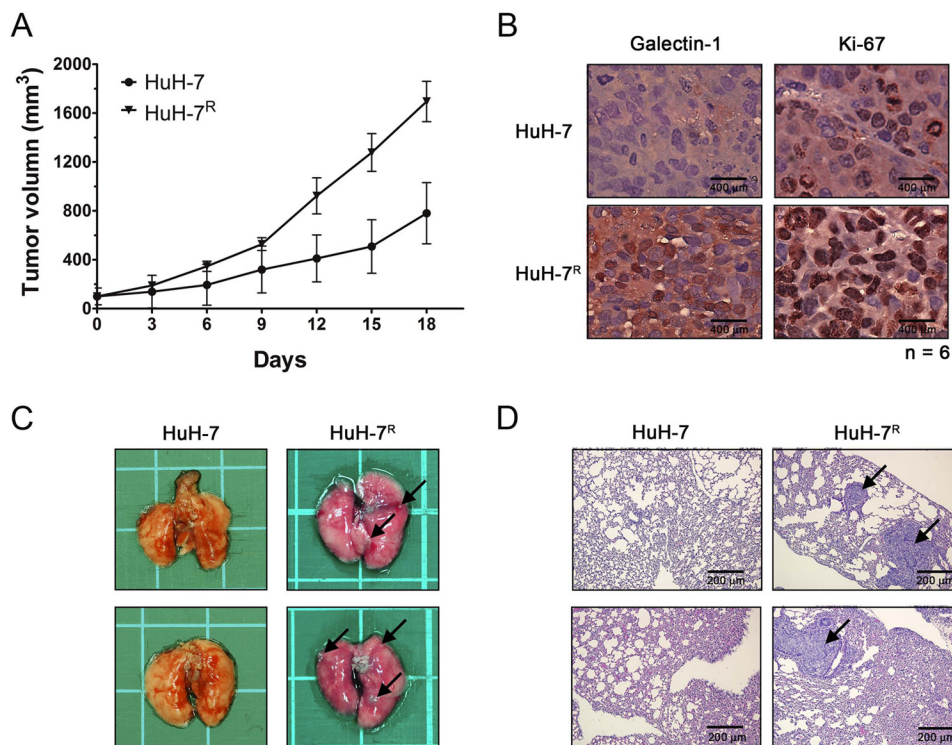 A
Tumor volumn (mm³)
2000
1600
1200
800
400
0
HuH-7
HuH-7ᴿ
0 3 6 9 12 15 18
Days
B
Galectin-1 Ki-67
HuH-7
400 μm
400 μm
HuH-7ᴿ
400 μm
400 μm
n = 6
C
HuH-7 HuH-7ᴿ
D
HuH-7 HuH-7ᴿ
200 μm
200 μm
200 μm
200 μm